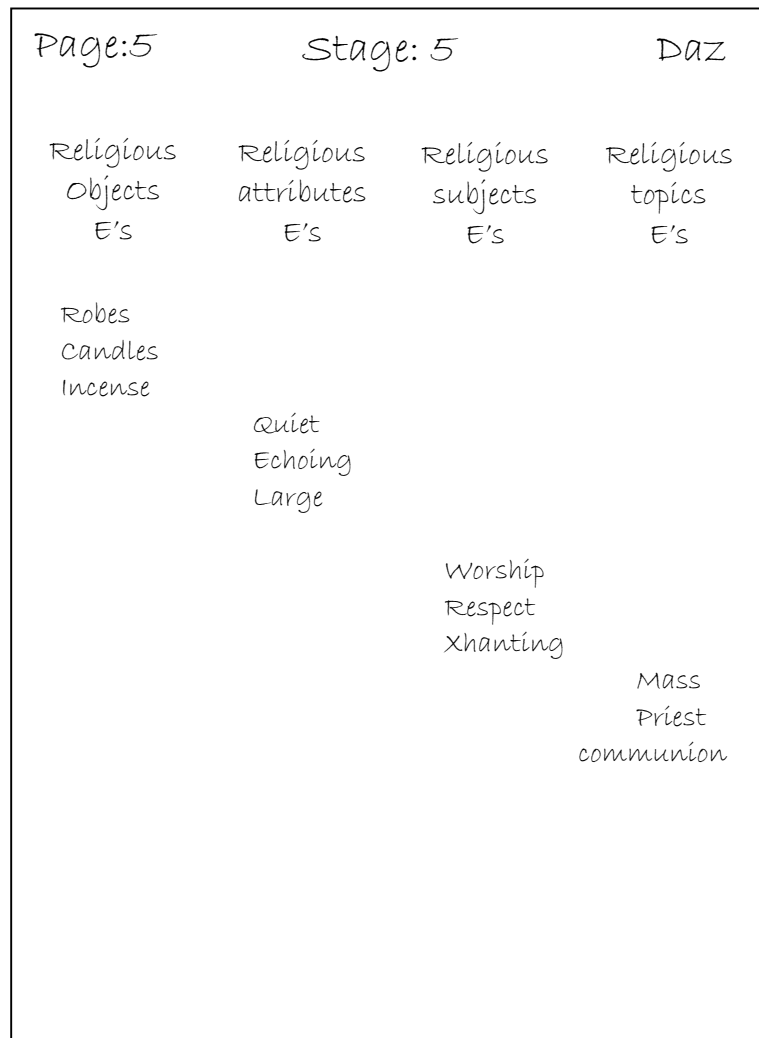 Page:5 Stage: 5 Daz
Religious Religious Religious Religious
Objects attributes subjects topics
E's E's E's E's
Robes
Candles
Incense
Quiet
Echoing
Large
Worship
Respect
Xhanting
Mass
Priest
communion